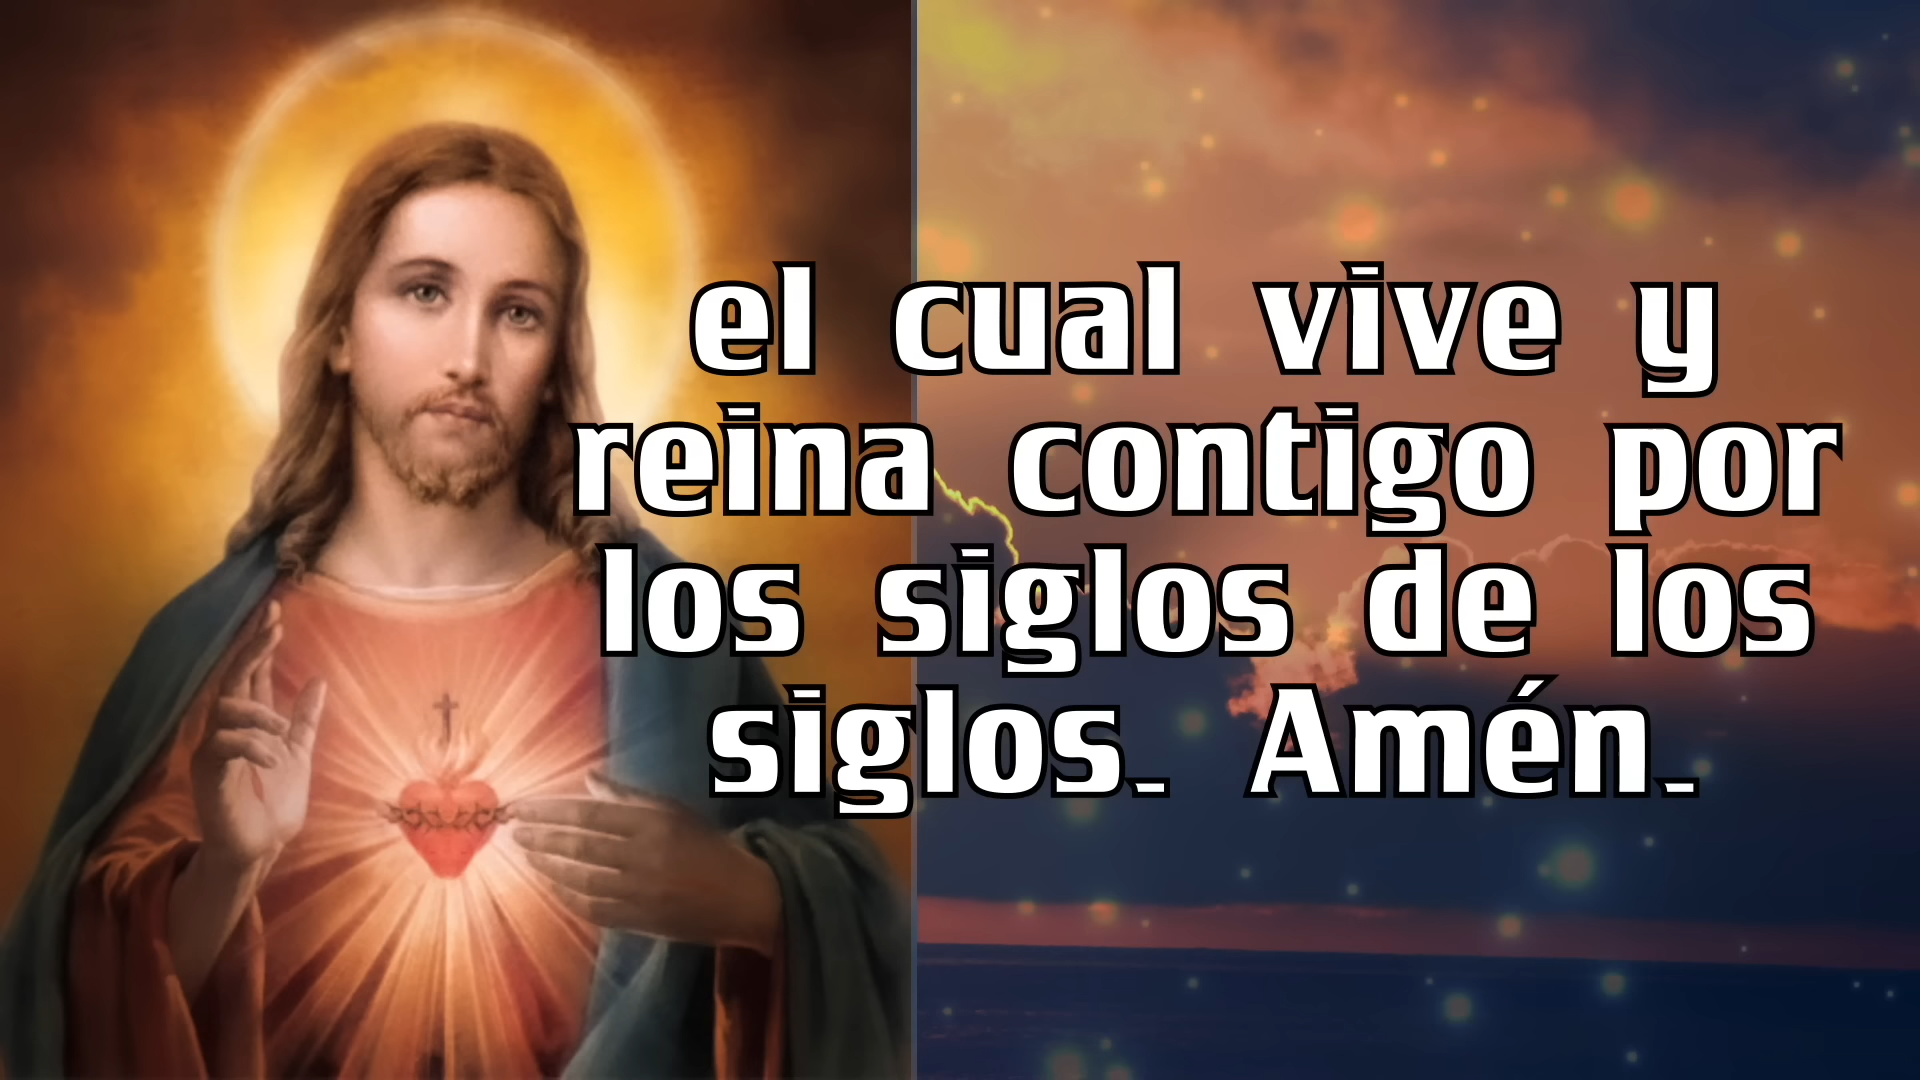 el cual vive y
reina contigo por
los siglos de los
siglos. Amén.